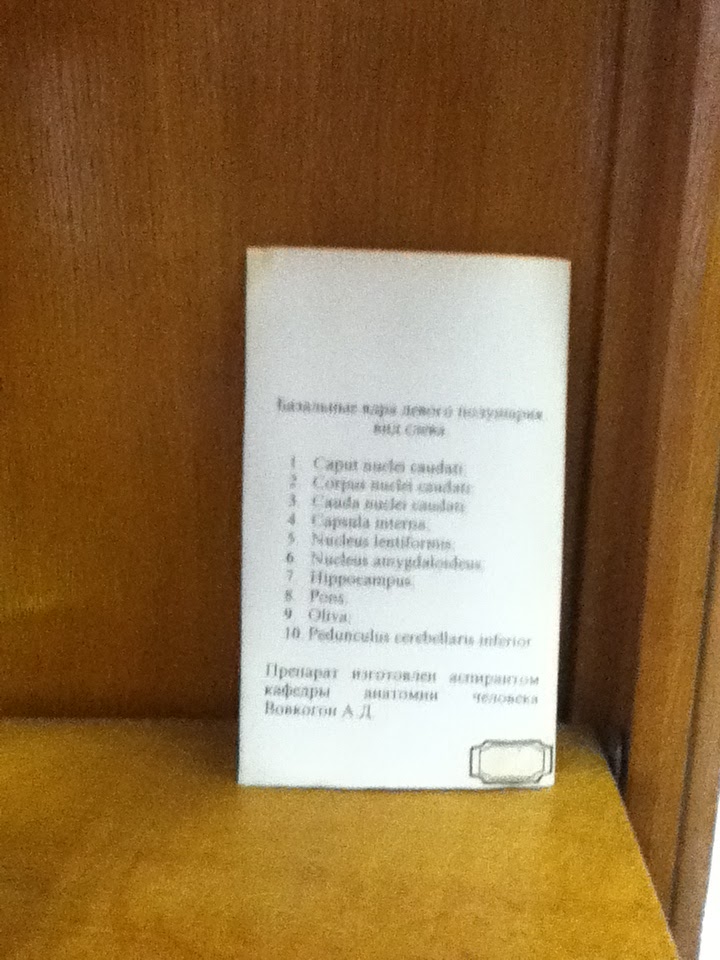 Базальные ядра левого полушария
вид слева
1 Caput nuclei caudati;
2 Corpus nuclei caudati;
3. Cauda nuclei caudati;
4 Capsula interna;
5. Nucleus lentiformis;
6 Nucleus amygdaloideus;
7 Hippocampus;
8 Pons;
9 Oliva;
10. Pedunculus cerebellaris inferior
Препарат изготовлен аспирантом
кафедры анатомии человека
Вовкогон А.Д.